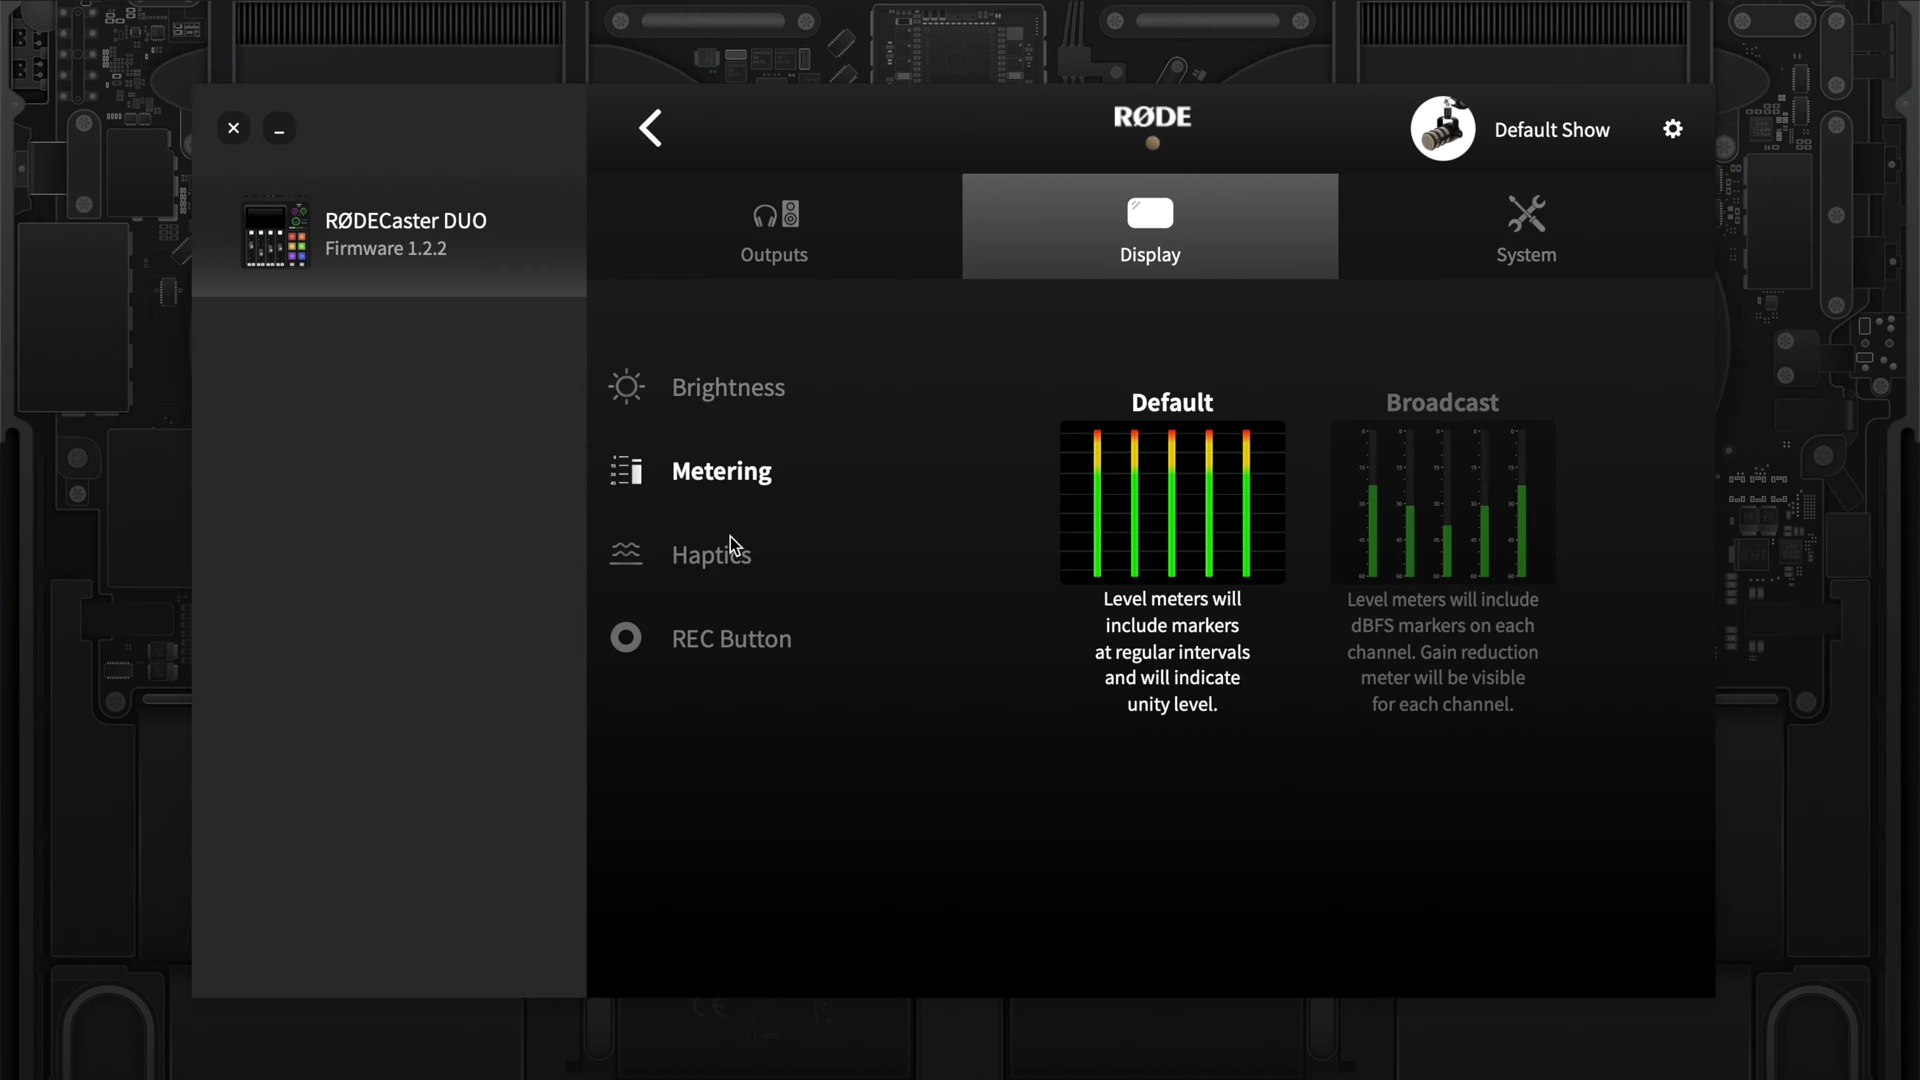 RØDE
Default Show
RØDECaster DUO
Firmware 1.2.2
Outputs
Display
System
Brightness
Metering
Haptics
REC Button
Default
Level meters will
include markers
at regular intervals
and will indicate
unity level.
Broadcast
Level meters will include
dBFS markers on each
channel. Gain reduction
meter will be visible
for each channel.